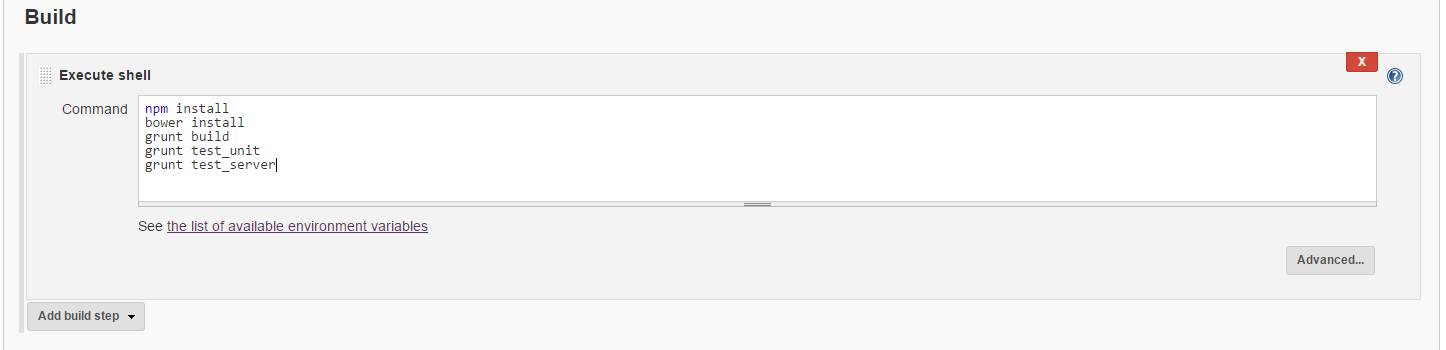 Build
Execute shell
X
?
Command
npm install
bower install
grunt build
grunt test_unit
grunt test_server
See the list of available environment variables
Advanced...
Add build step